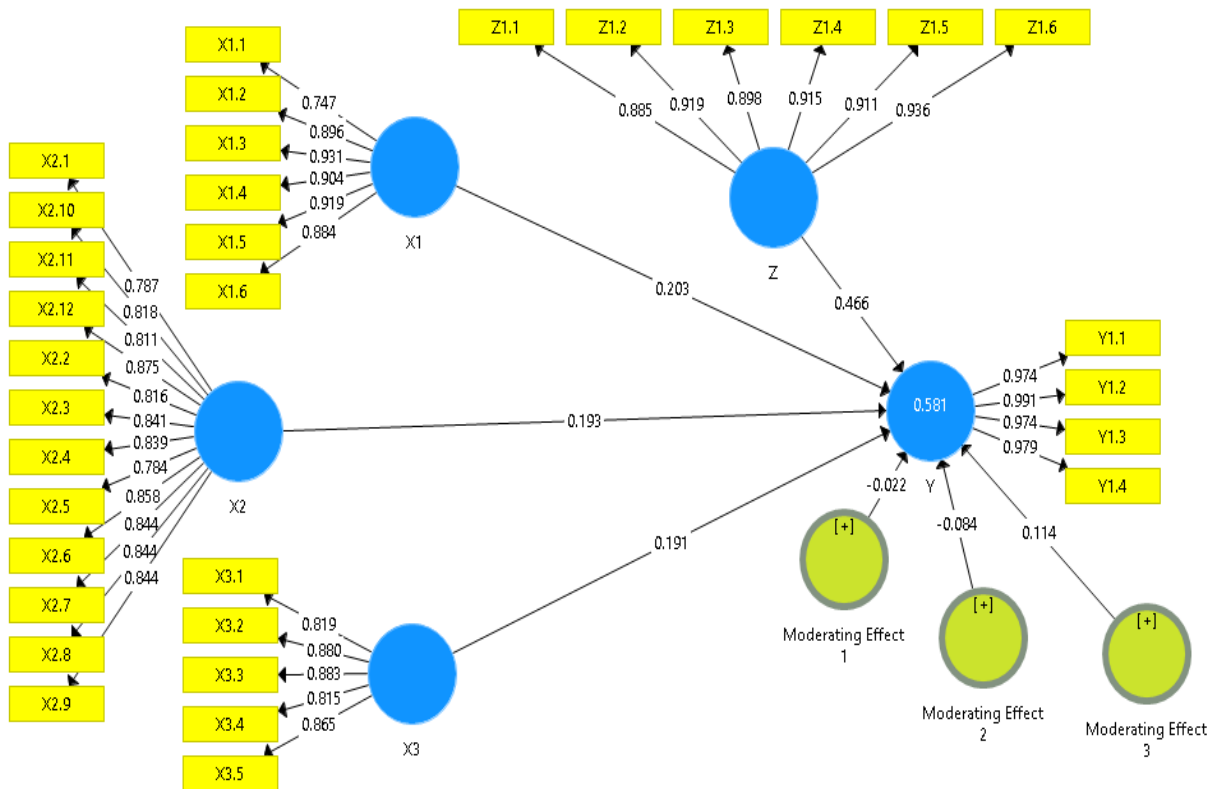 Z1.1
Z1.2
Z1.3
Z1.4
Z1.5
Z1.6
0.885
0.919
0.898
0.915
0.911
0.936
Z
0.466
X1.1
X1.2
X1.3
X1.4
X1.5
X1.6
0.747
0.896
0.931
0.904
0.919
0.884
X1
0.203
X2.1
X2.10
X2.11
X2.12
X2.2
X2.3
X2.4
X2.5
X2.6
X2.7
X2.8
X2.9
0.787
0.818
0.811
0.875
0.816
0.841
0.839
0.784
0.858
0.844
0.844
0.844
X2
0.193
X3.1
X3.2
X3.3
X3.4
X3.5
0.819
0.880
0.883
0.815
0.865
X3
0.191
0.581
Y
0.974
0.991
0.974
0.979
Y1.1
Y1.2
Y1.3
Y1.4
-0.022
-0.084
0.114
[+]
Moderating Effect
1
[+]
Moderating Effect
2
[+]
Moderating Effect
3